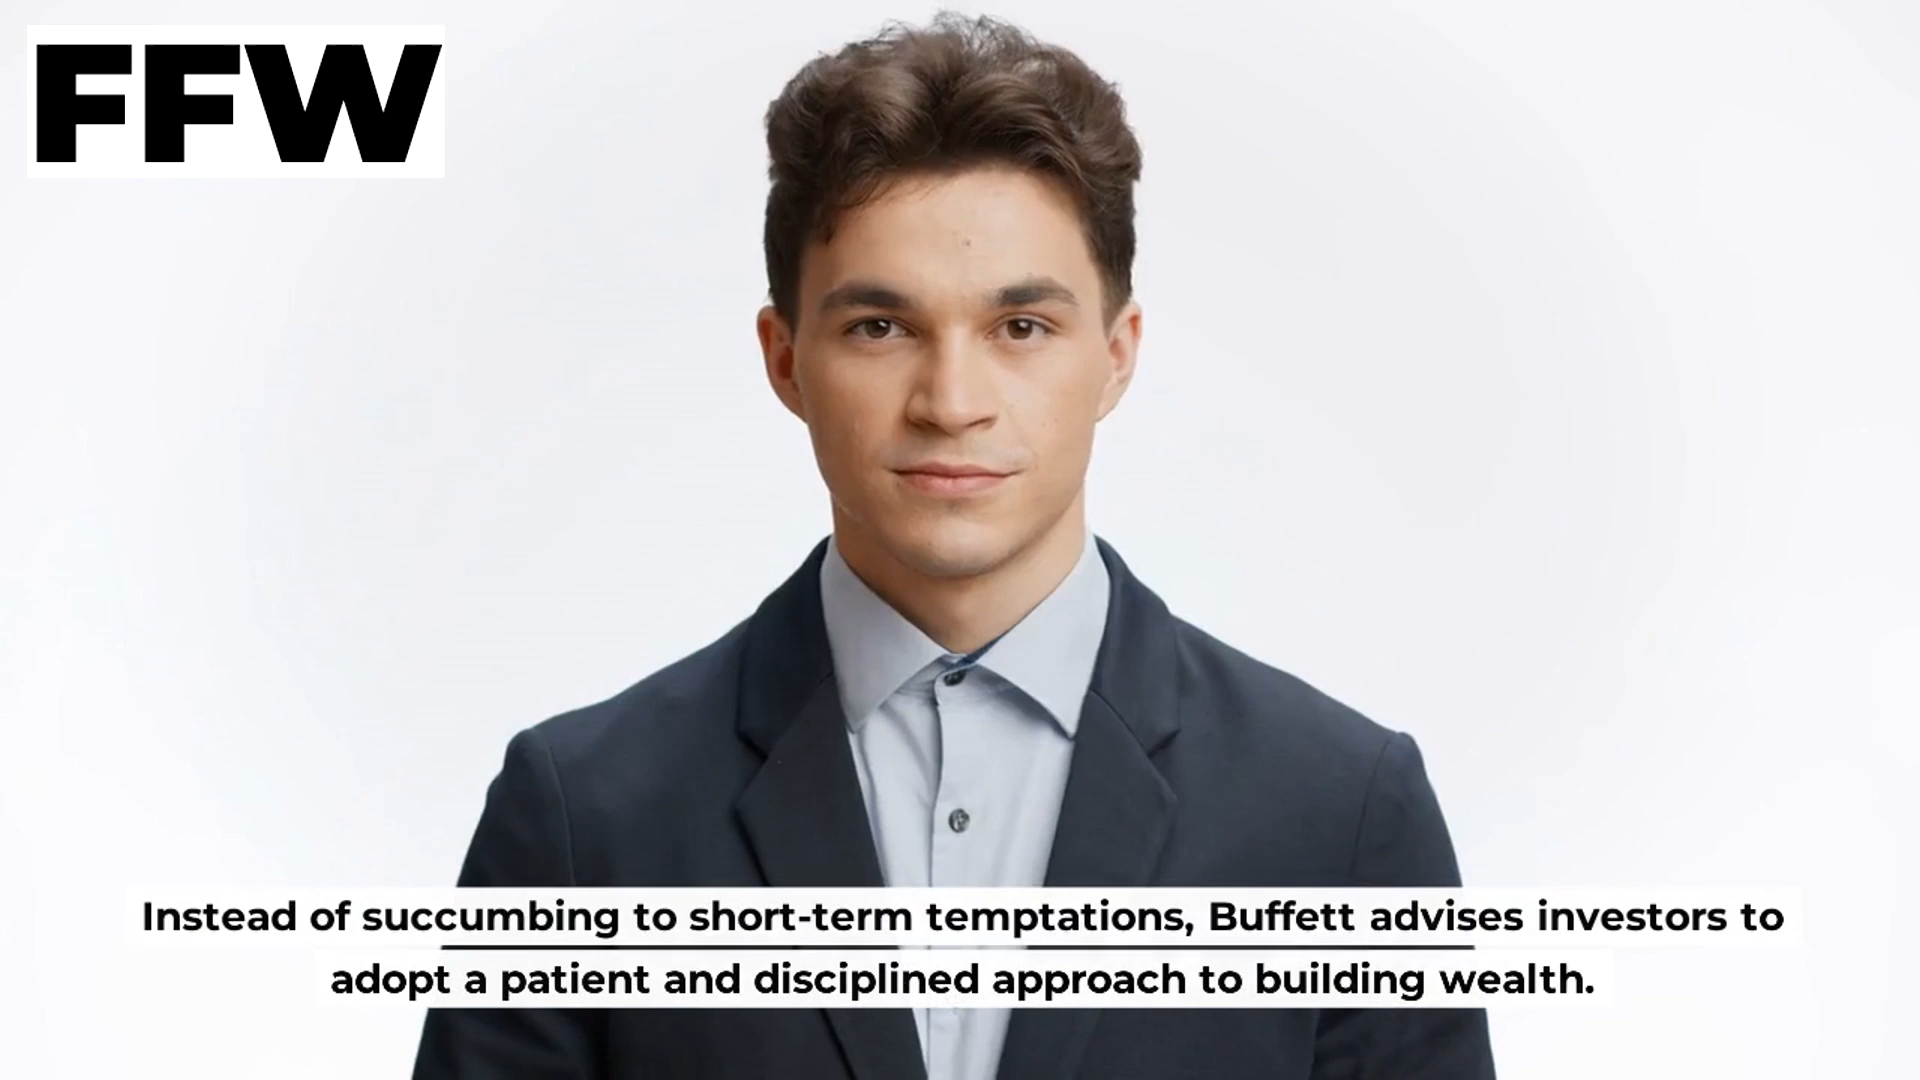 FFW
Instead of succumbing to short-term temptations, Buffett advises investors to
adopt a patient and disciplined approach to building wealth.